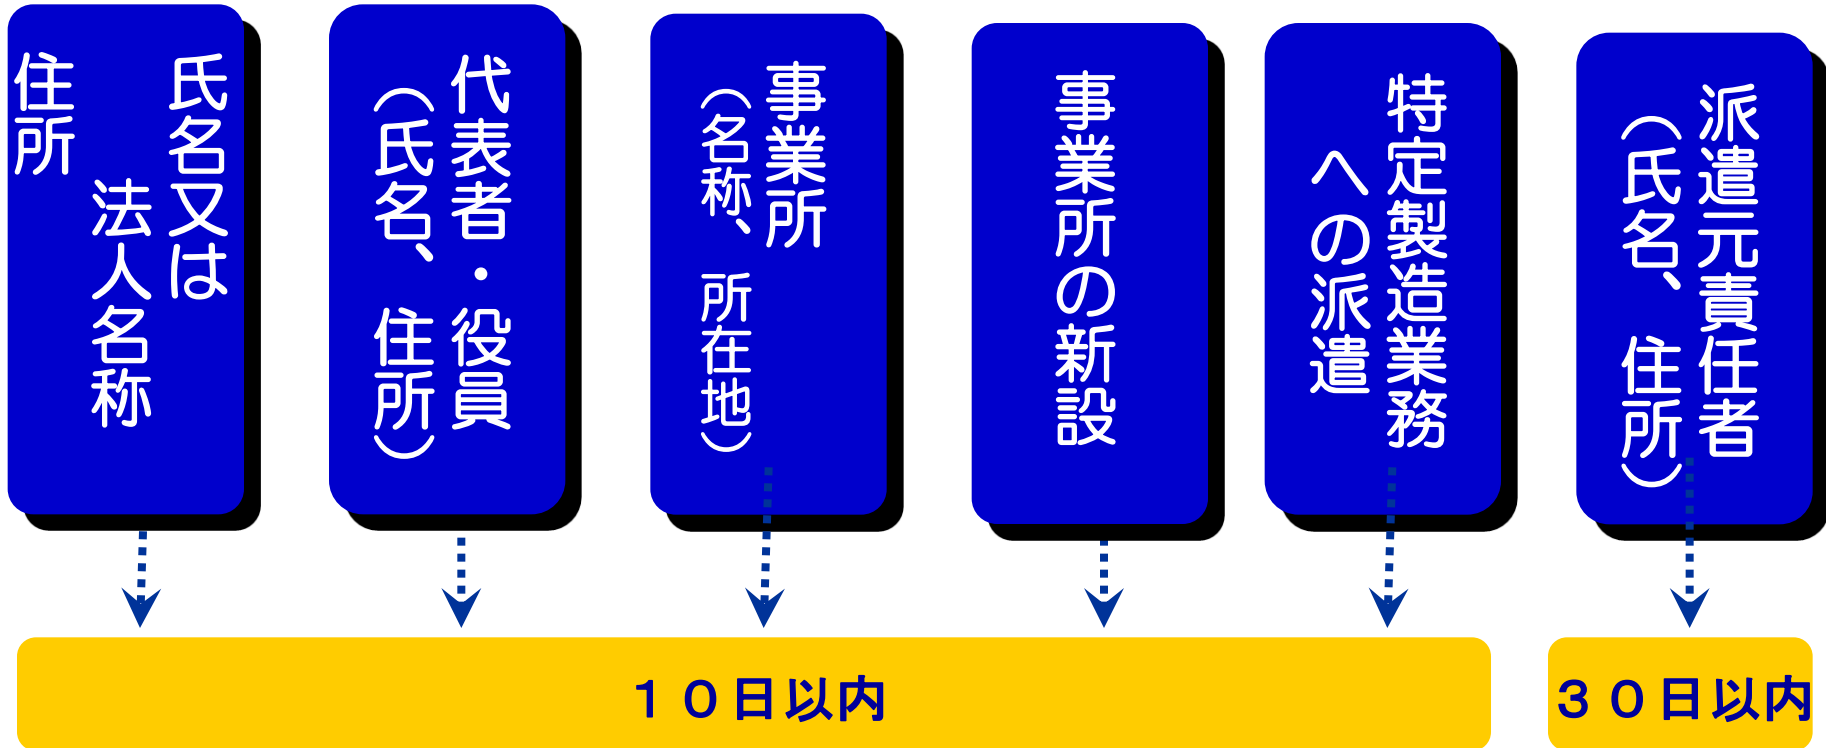 氏名又は
法人名称
住所
代表者・役員
（氏名、住所）
事業所
（名称、所在地）
事業所の新設
特定製造業務
への派遣
派遣元責任者
（氏名、住所）
１０日以内
３０日以内